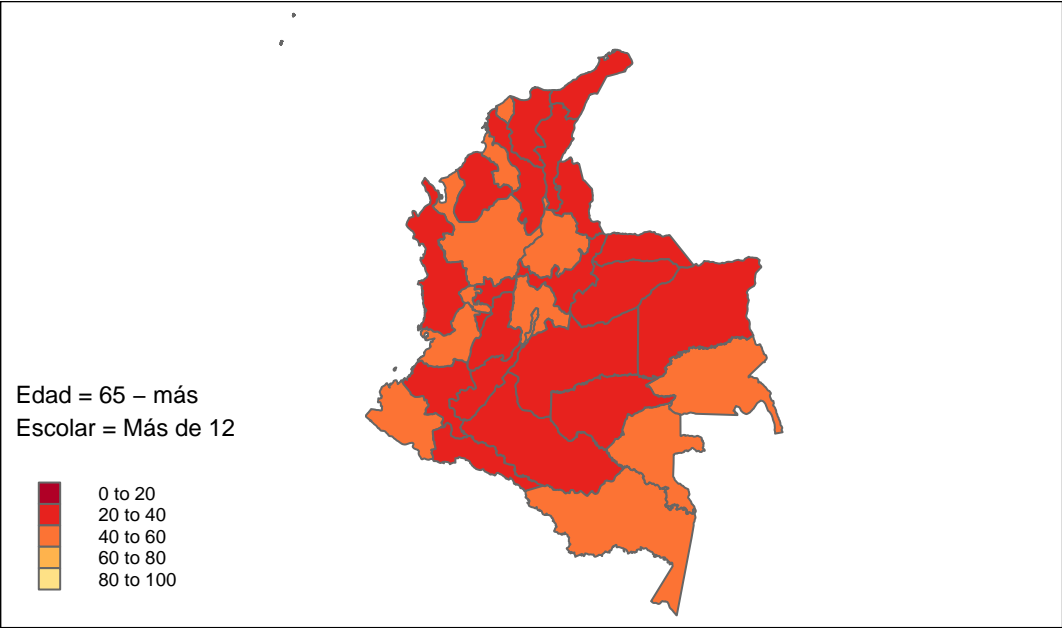 Edad = 65 − más
Escolar = Más de 12
0 to 20
20 to 40
40 to 60
60 to 80
80 to 100